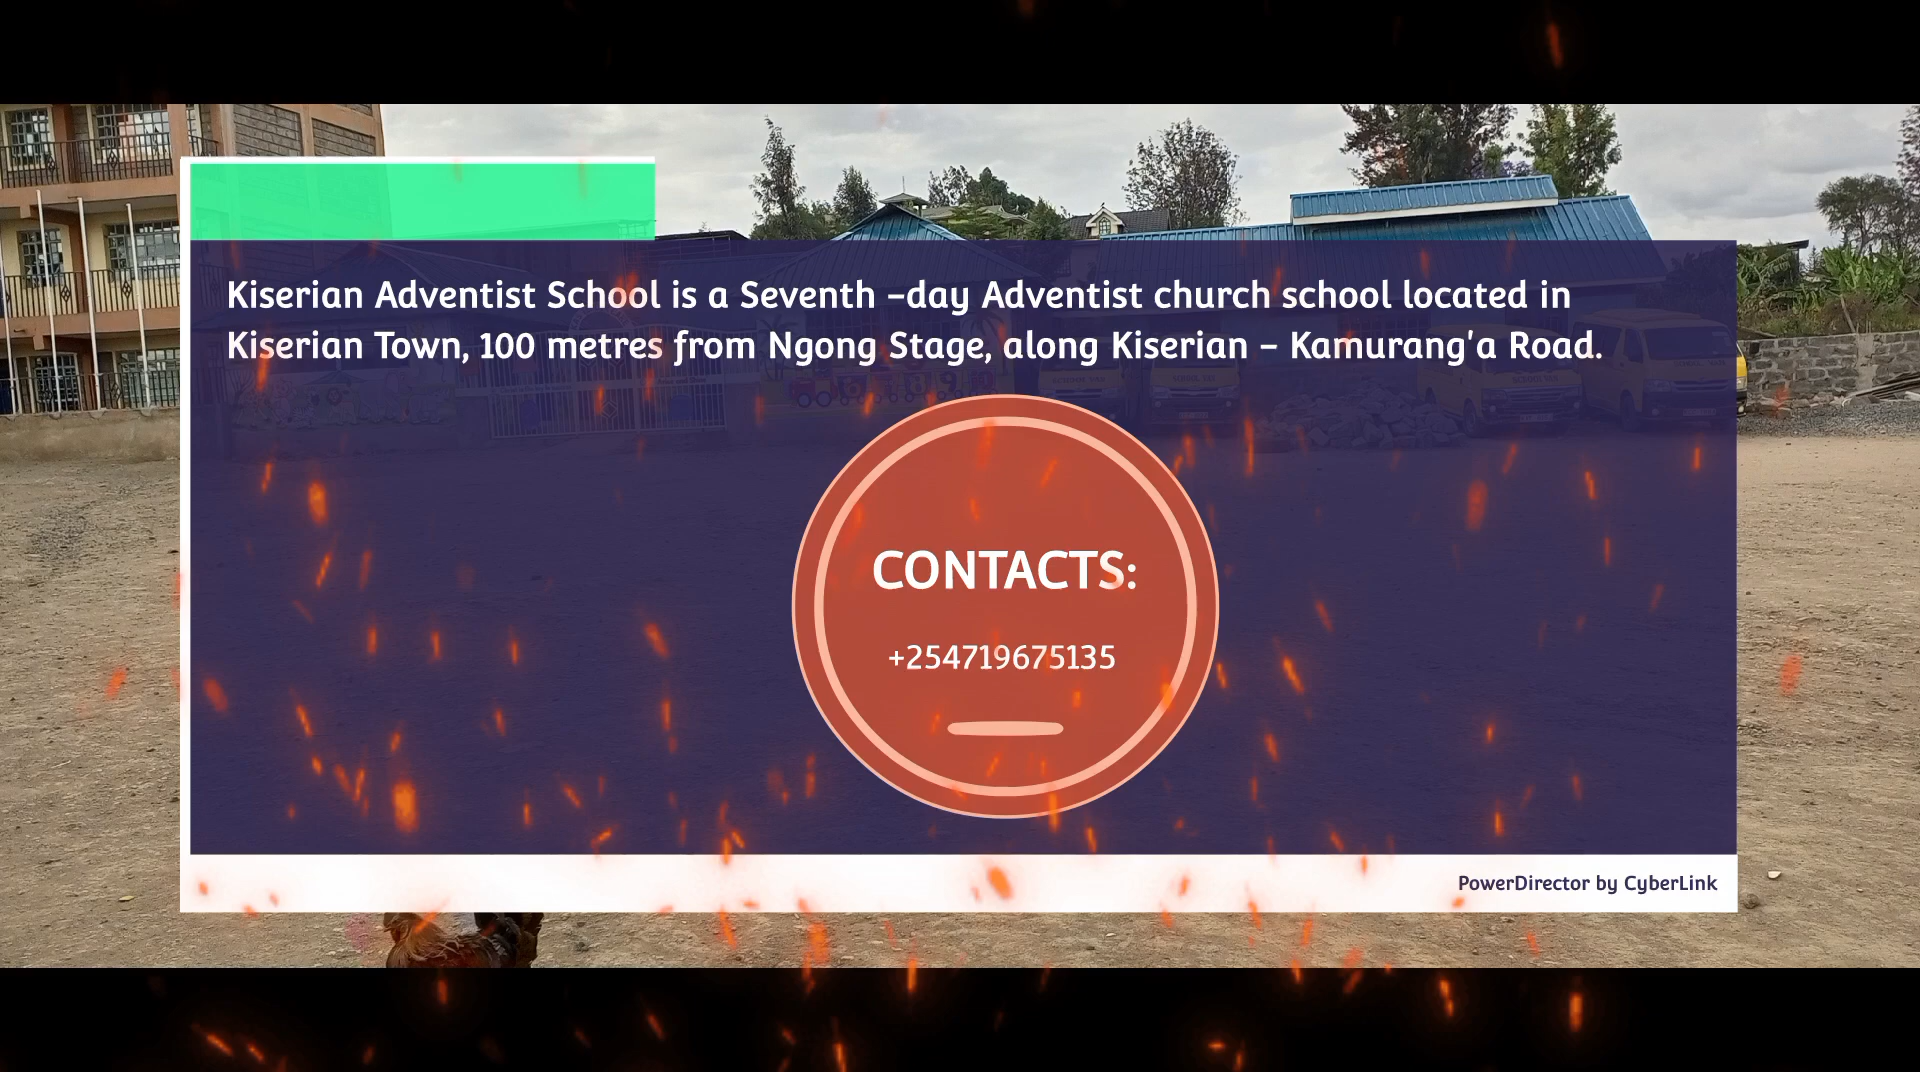 Kiserian Adventist School is a Seventh –day Adventist church school located in
Kiserian Town, 100 metres from Ngong Stage, along Kiserian – Kamurang'a Road.
CONTACTS:
+254719675135
PowerDirector by CyberLink